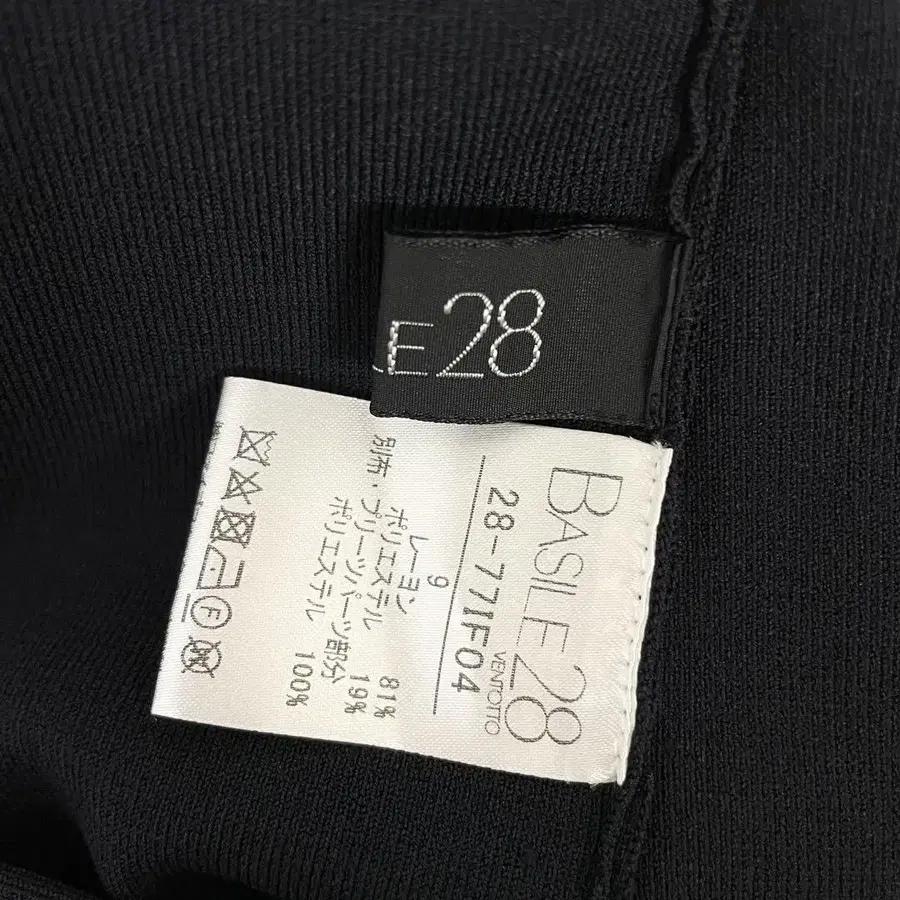 LE28
BASILE28
VENTOTTO
28-77IF04
9
レーヨン 81%
ポリエステル 19%
別布・プリーツパーツ部分
ポリエステル 100%
F
W